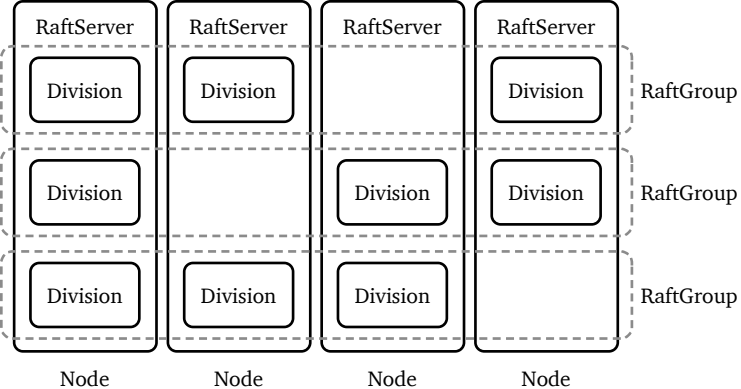 RaftServer RaftServer RaftServer RaftServer
Division Division Division RaftGroup
Division Division Division RaftGroup
Division Division Division RaftGroup
Node Node Node Node